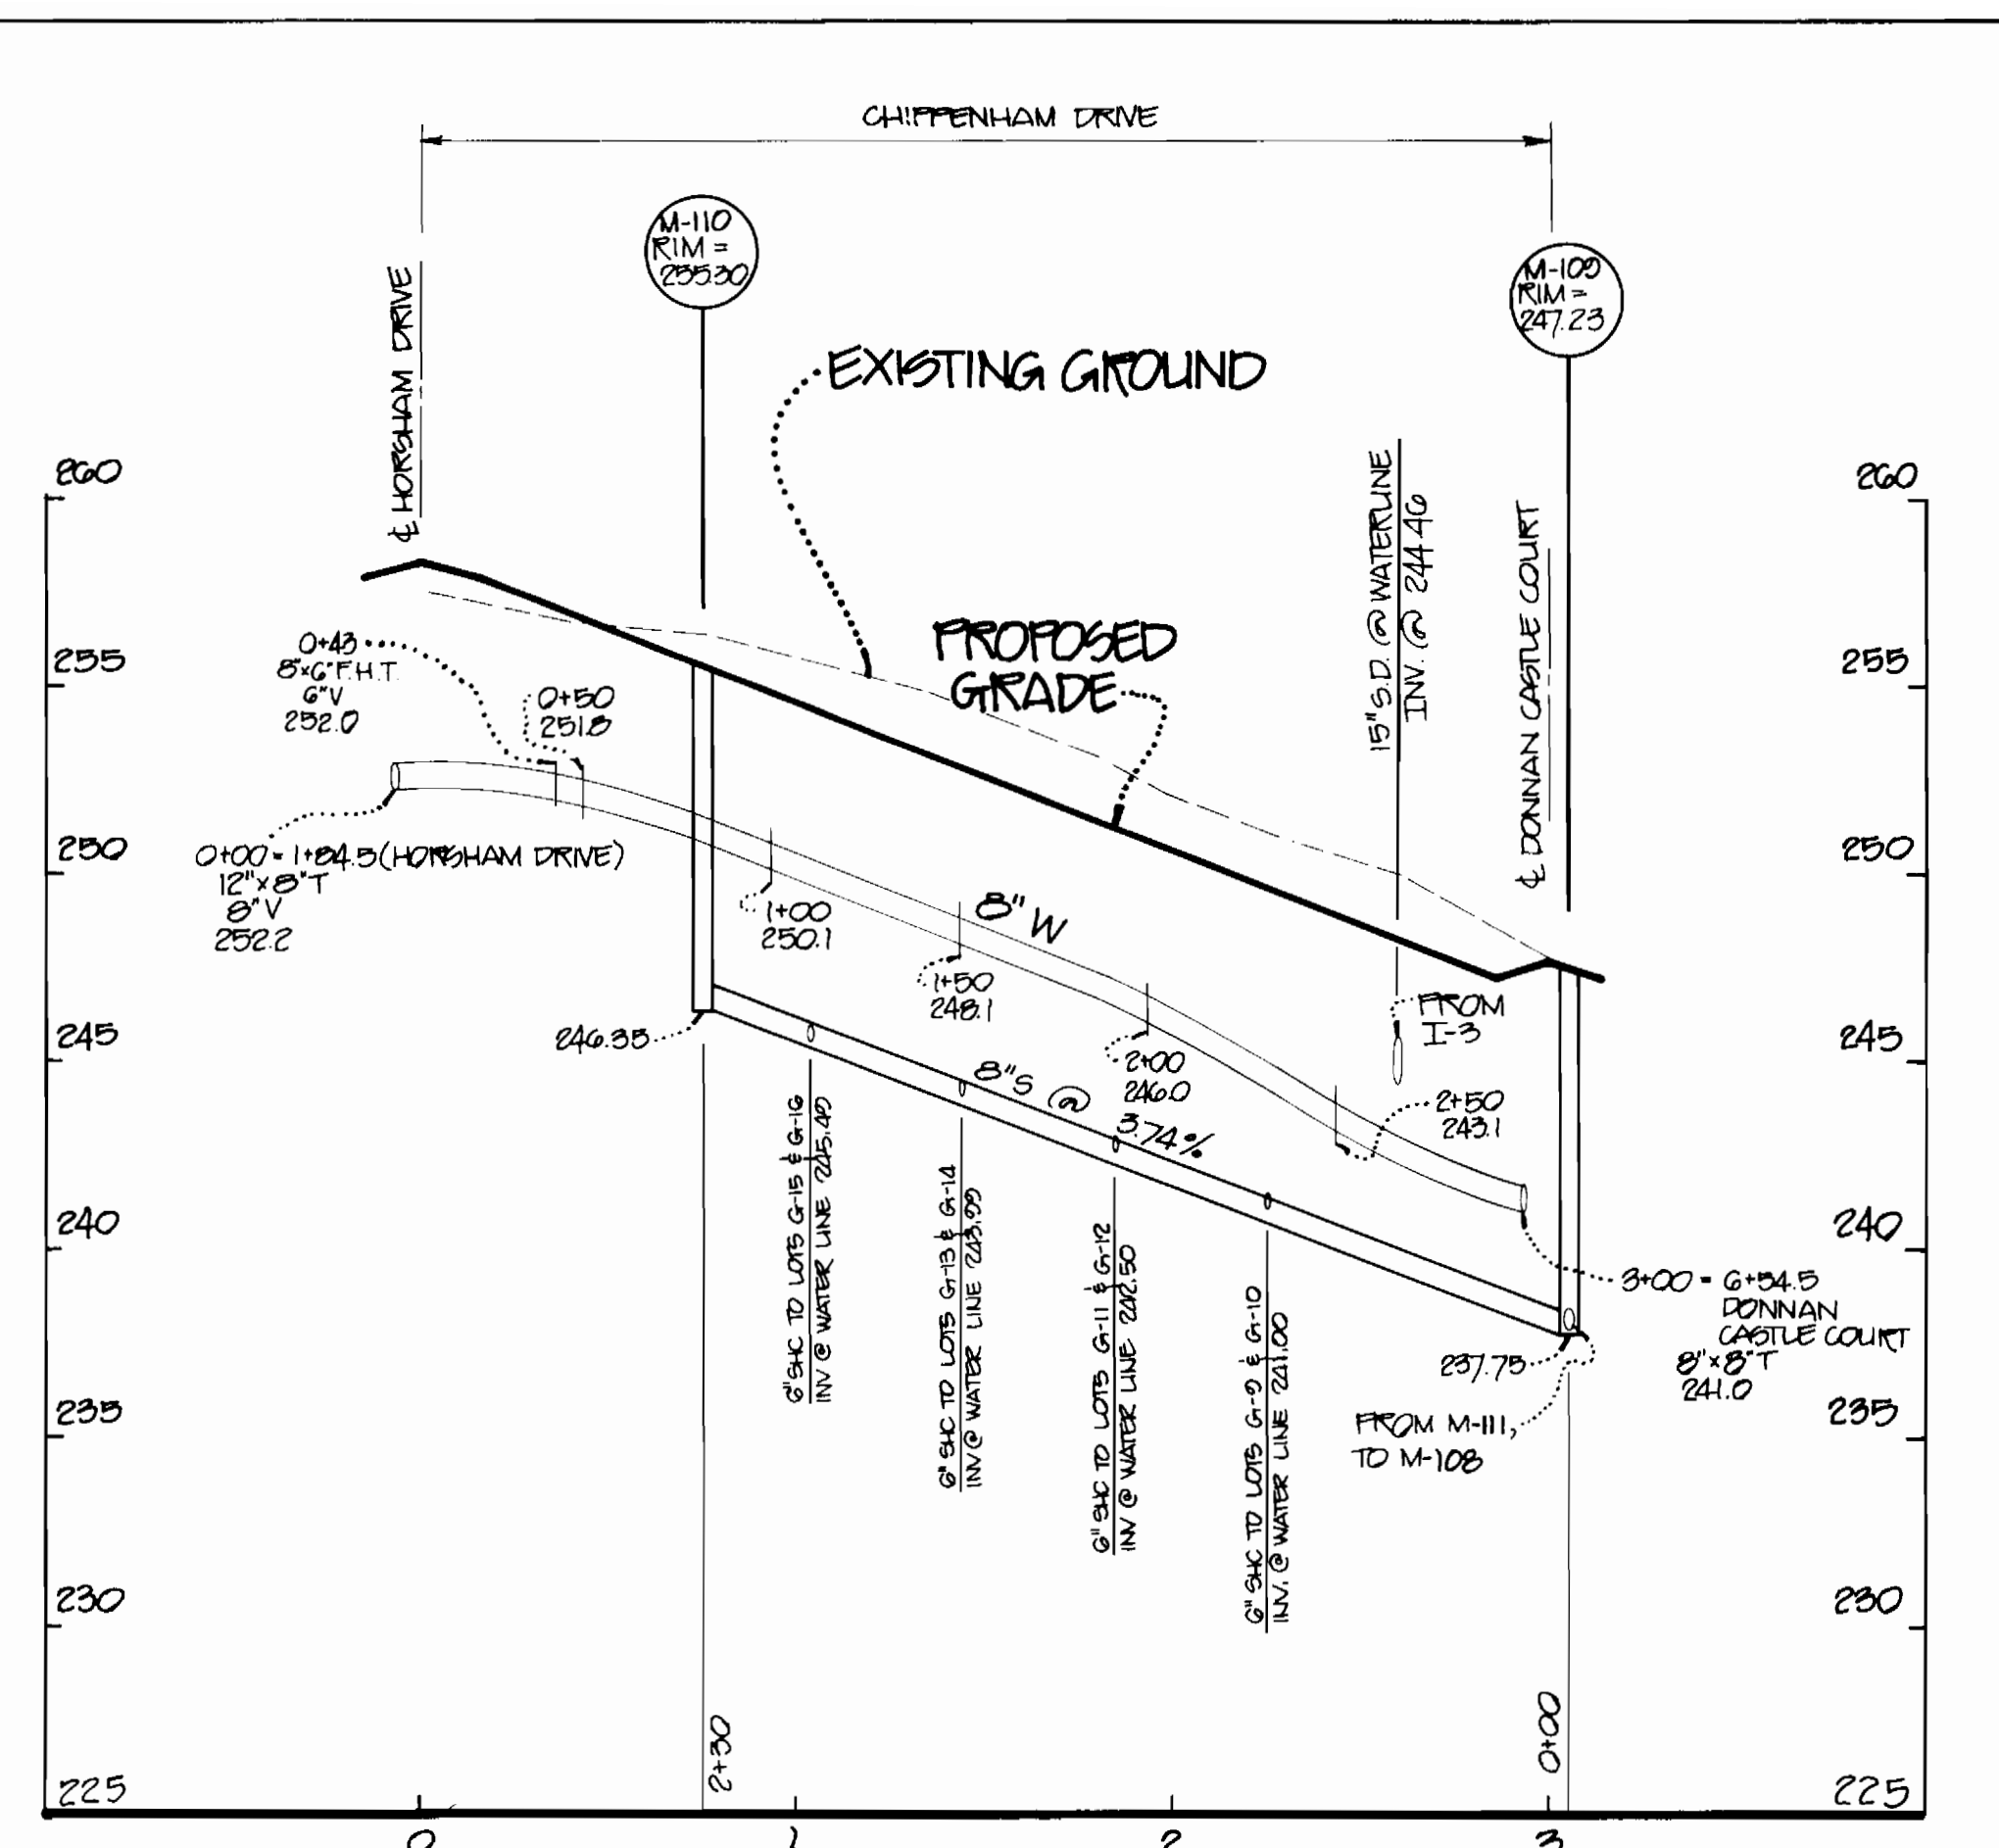 CHIPPENHAM DRIVE
M-110
RIM =
255.30
M-109
RIM =
247.23
℄ HORSHAM DRIVE
EXISTING GROUND
15" S.D. @ WATERLINE
INV. @ 244.46
℄ DONNAN CASTLE COURT
260
260
PROPOSED
GRADE
0+43
8"x6" F.H.T.
6"V
252.0
0+50
251.8
255
255
250
250
0+00 = 1+84.5 (HORSHAM DRIVE)
12"x8"T
8"V
252.2
1+00
250.1
8" W
1+50
248.1
FROM
I-3
245
245
246.35
2+00
246.0
8"S @
3.74%
2+50
243.1
6" SHC TO LOTS G-15 & G-16
INV @ WATER LINE 245.49
6" SHC TO LOTS G-13 & G-14
INV @ WATER LINE 243.99
6" SHC TO LOTS G-11 & G-12
INV @ WATER LINE 242.50
6" SHC TO LOTS G-9 & G-10
INV. @ WATER LINE 241.00
240
240
3+00 = 6+54.5
DONNAN
CASTLE COURT
8"x8"T
241.0
237.75
FROM M-111,
TO M-108
235
235
230
230
2+30
0+00
225
225
0
1
2
3